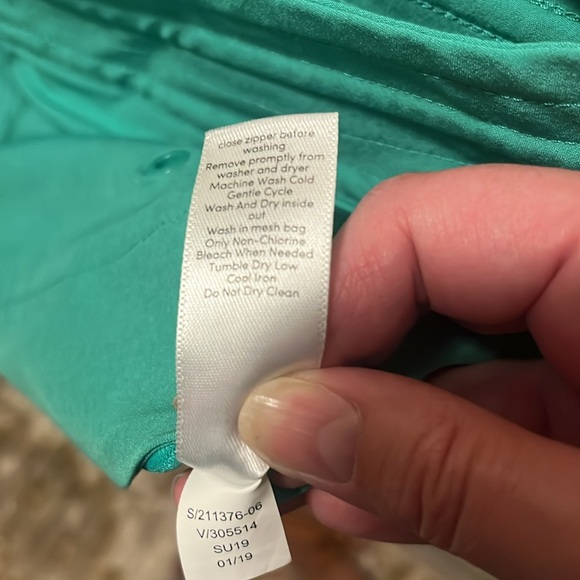 close zipper before
washing
Remove promptly from
washer and dryer
Machine Wash Cold
Gentle Cycle
Wash And Dry inside
out
Wash in mesh bag
Only Non-Chlorine
Bleach When Needed
Tumble Dry Low
Cool Iron
Do Not Dry Clean
S/211376-06
V/305514
SU19
01/19